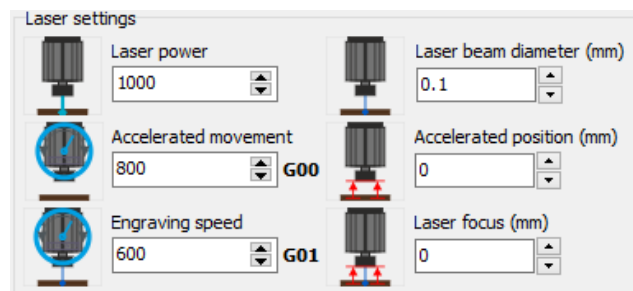 Laser settings
Laser power
1000
Laser beam diameter (mm)
0.1
Accelerated movement
800
G00
Accelerated position (mm)
0
Engraving speed
600
G01
Laser focus (mm)
0